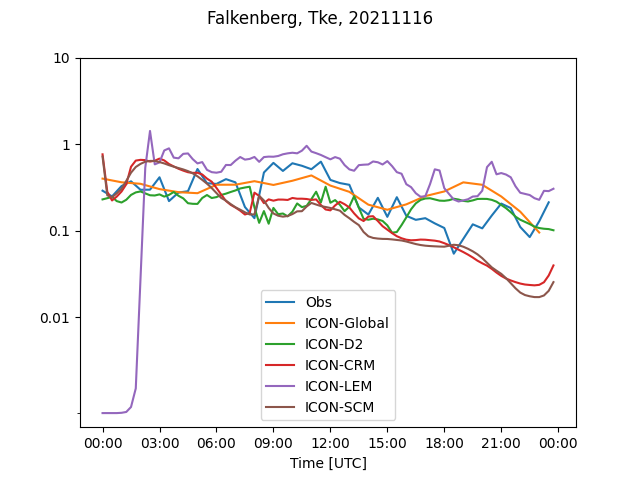 Falkenberg, Tke, 20211116
10
1
0.1
0.01
Obs
ICON-Global
ICON-D2
ICON-CRM
ICON-LEM
ICON-SCM
00:00 03:00 06:00 09:00 12:00 15:00 18:00 21:00 00:00
Time [UTC]